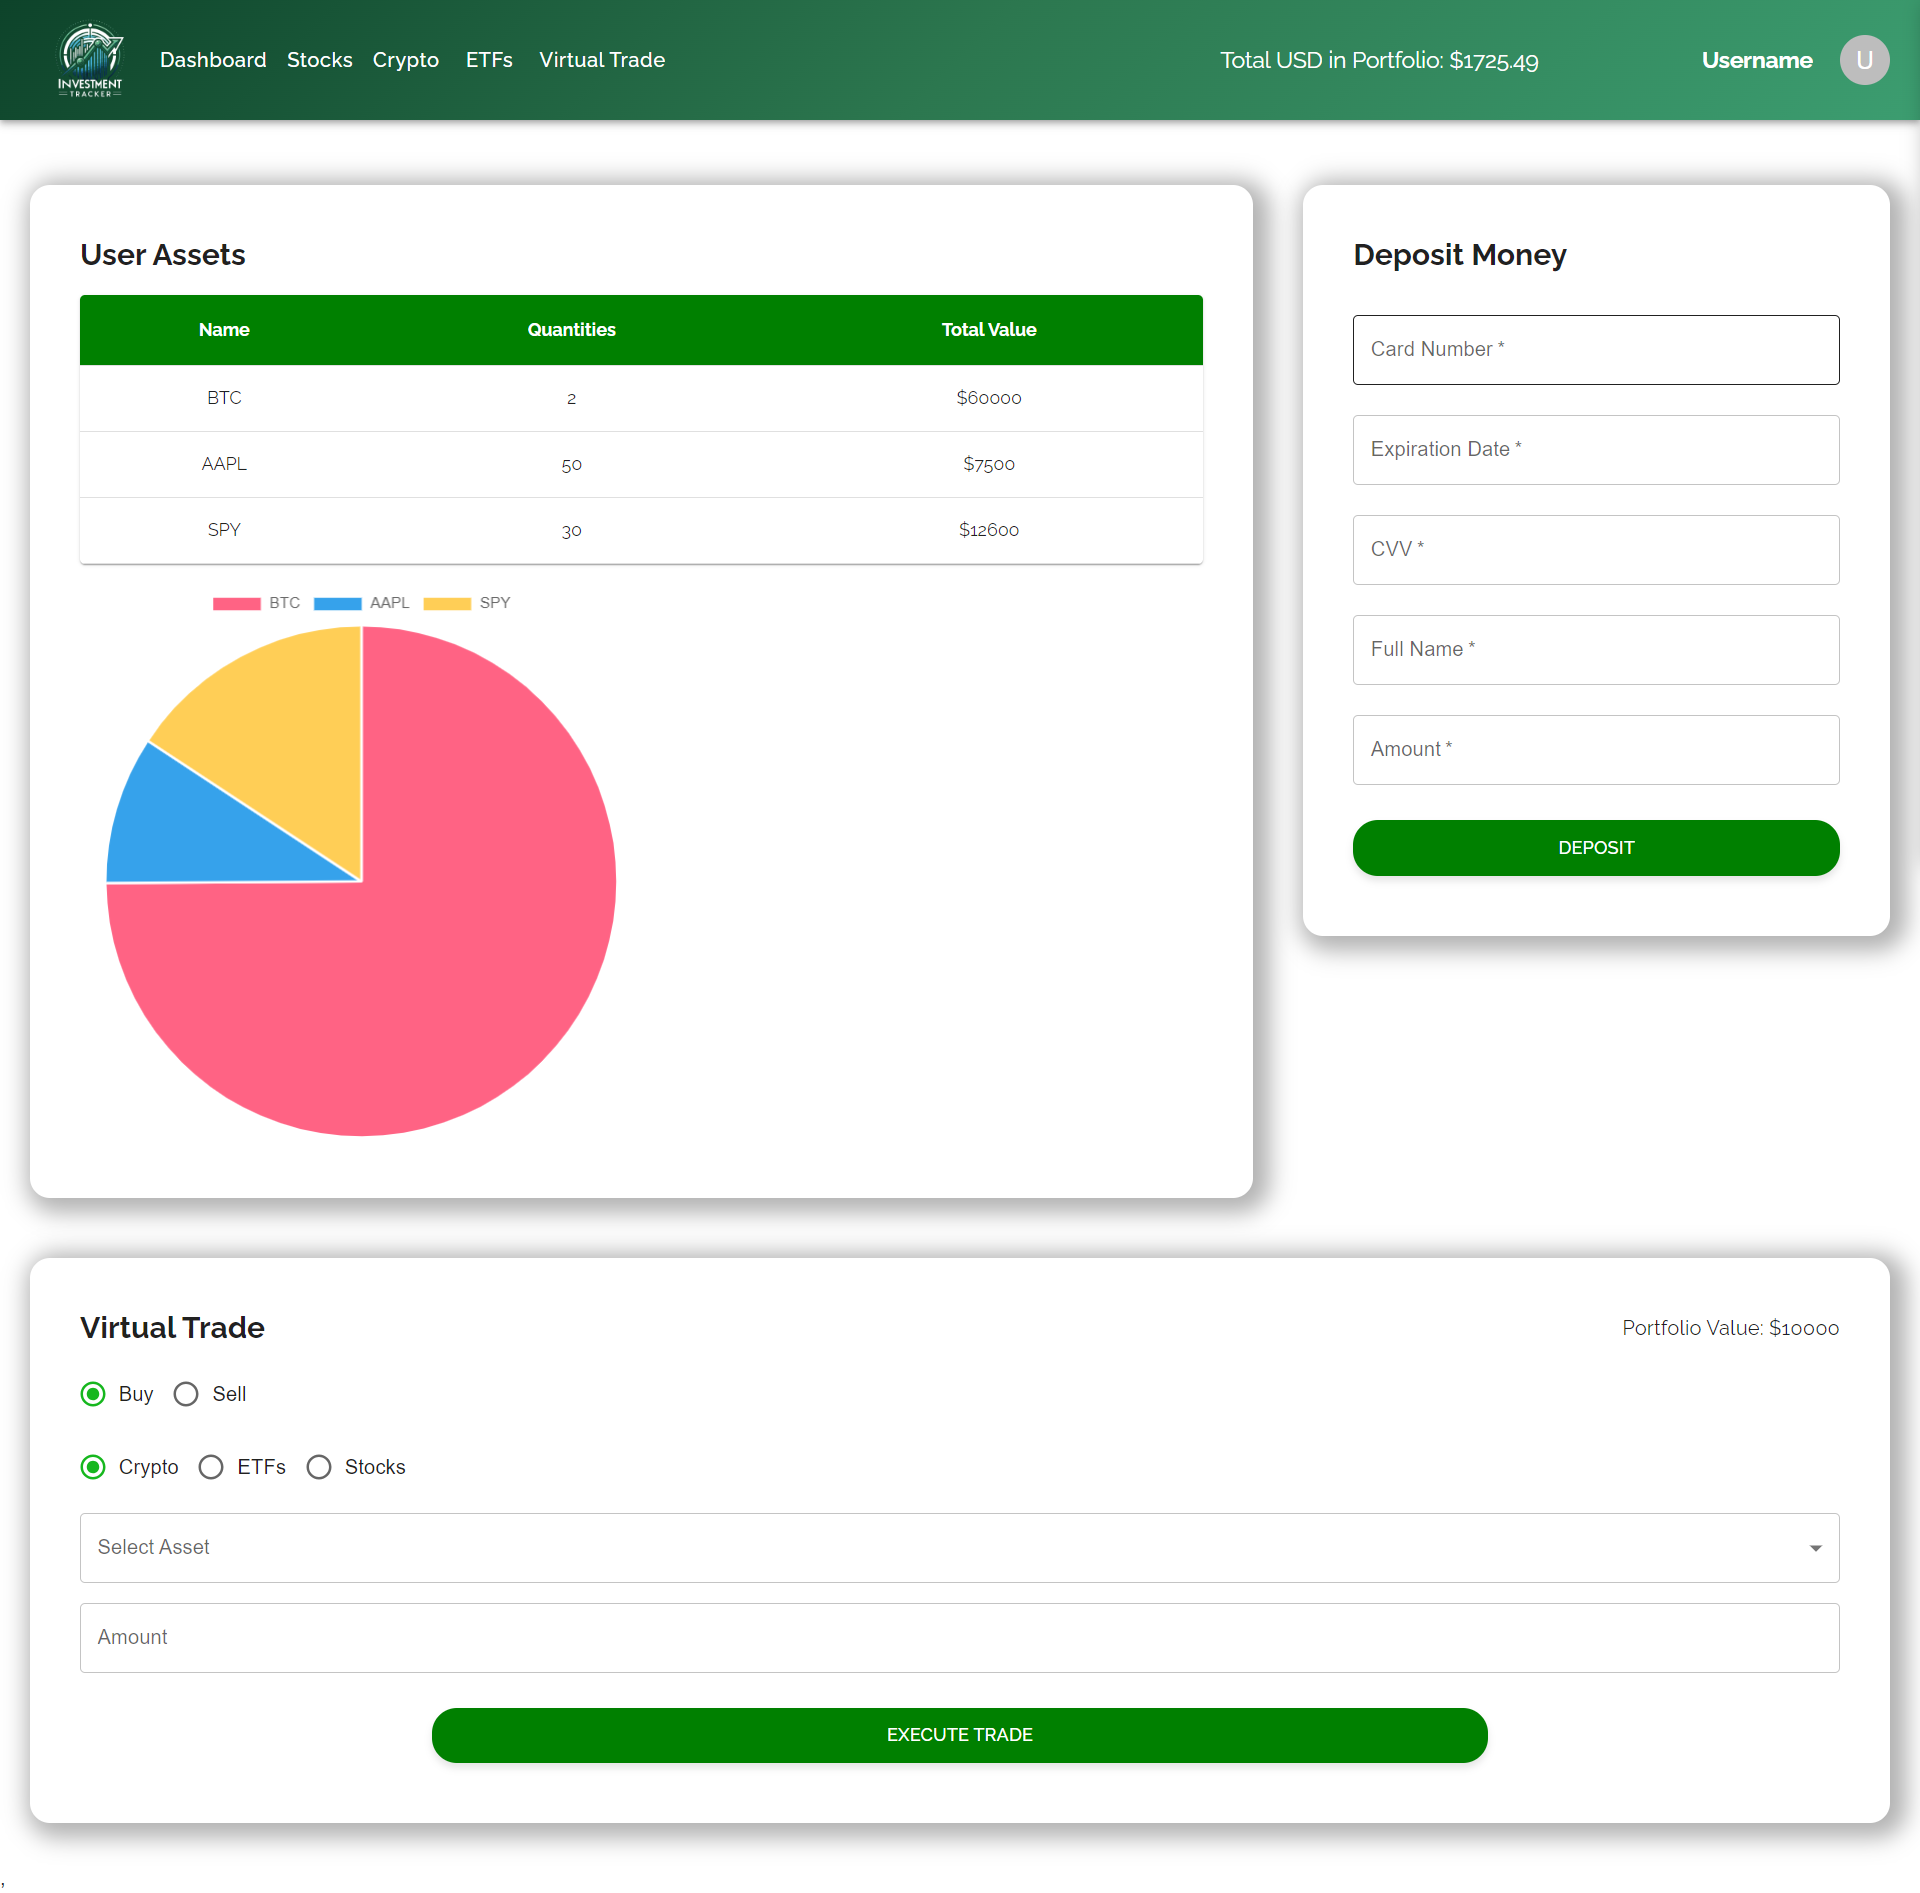 INVESTMENT
TRACKER
Dashboard Stocks Crypto ETFs Virtual Trade Total USD in Portfolio: $1725.49 Username U
User Assets
Name Quantities Total Value
BTC 2 $60000
AAPL 50 $7500
SPY 30 $12600
BTC AAPL SPY
Deposit Money
Card Number *
Expiration Date *
CVV *
Full Name *
Amount *
DEPOSIT
Virtual Trade Portfolio Value: $10000
Buy Sell
Crypto ETFs Stocks
Select Asset
Amount
EXECUTE TRADE
,